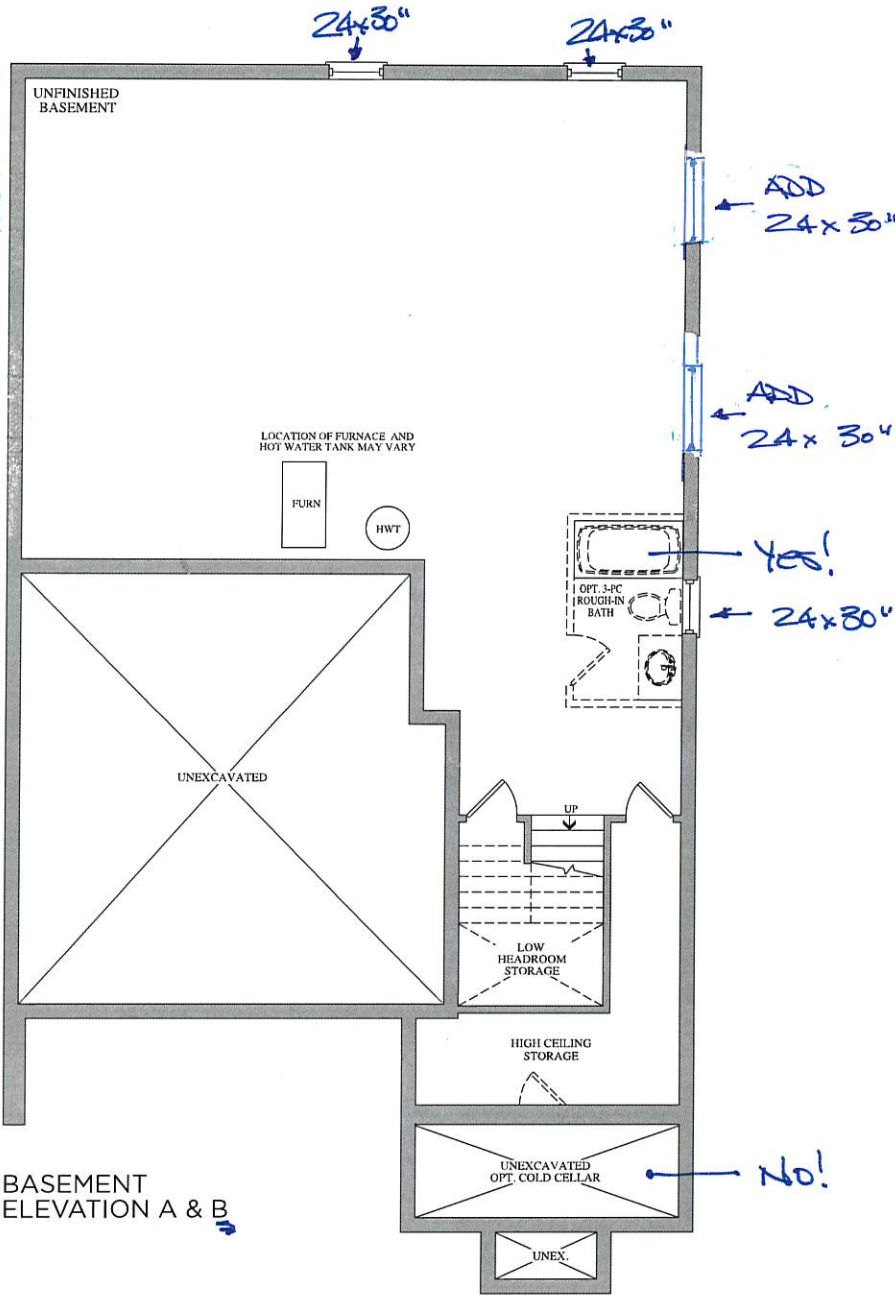 24x30"
24x30"
UNFINISHED
BASEMENT
ADD
24x30"
ADD
24x30"
LOCATION OF FURNACE AND
HOT WATER TANK MAY VARY
FURN
HWT
Yes!
OPT. 3-PC
ROUGH-IN
BATH
24x30"
UNEXCAVATED
UP
LOW
HEADROOM
STORAGE
HIGH CEILING
STORAGE
UNEXCAVATED
OPT. COLD CELLAR
No!
BASEMENT
ELEVATION A & B
UNEX.